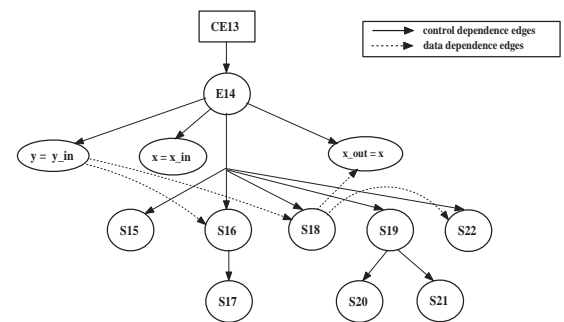 CE13
control dependence edges
data dependence edges
E14
y = y_in
x = x_in
x_out = x
S15
S16
S18
S19
S22
S17
S20
S21